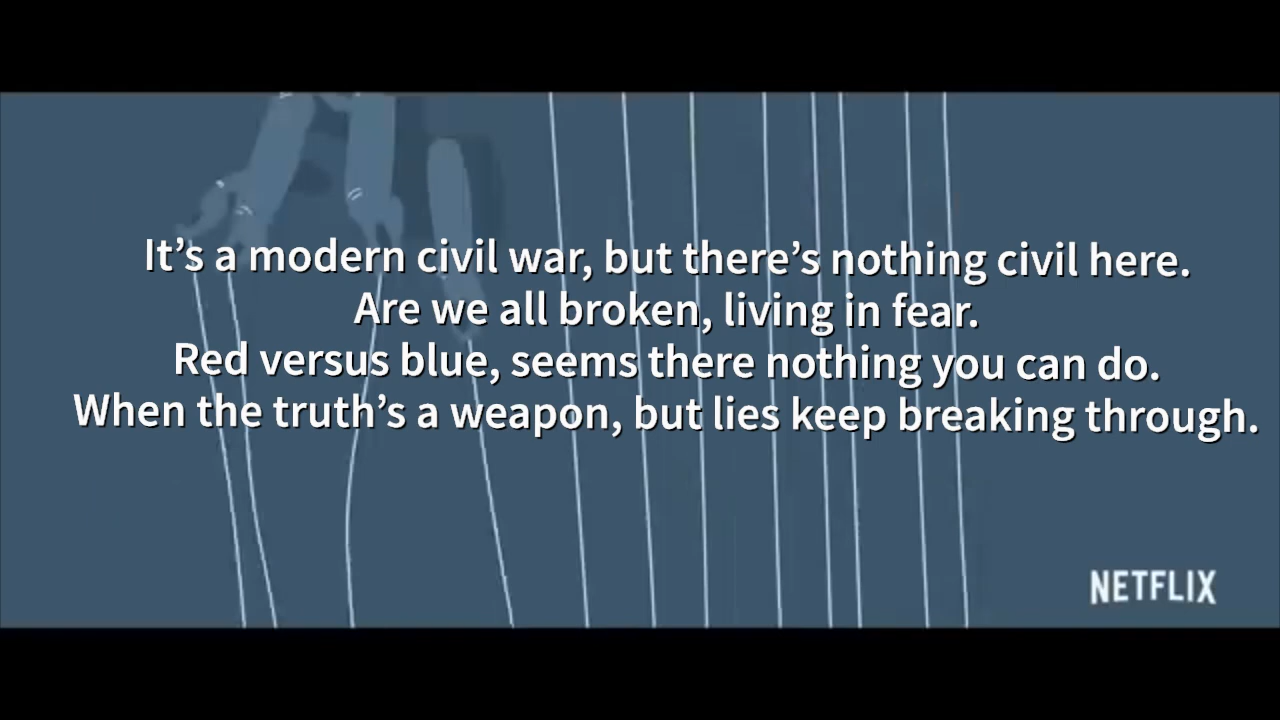 It’s a modern civil war, but there’s nothing civil here.
Are we all broken, living in fear.
Red versus blue, seems there nothing you can do.
When the truth’s a weapon, but lies keep breaking through.
NETFLIX